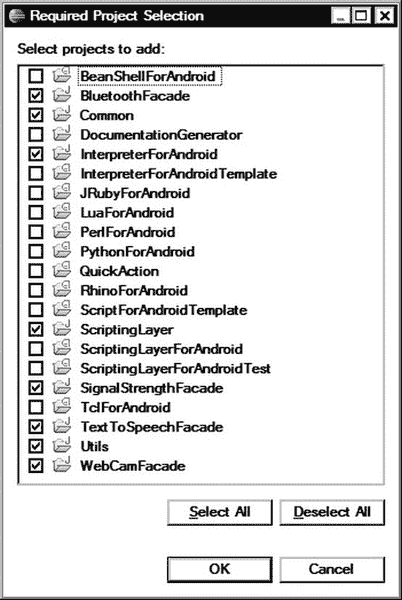 Required Project Selection
Select projects to add:
BeanShellForAndroid
BluetoothFacade
Common
DocumentationGenerator
InterpreterForAndroid
InterpreterForAndroidTemplate
JRubyForAndroid
LuaForAndroid
PerlForAndroid
PythonForAndroid
QuickAction
RhinoForAndroid
ScriptForAndroidTemplate
ScriptingLayer
ScriptingLayerForAndroid
ScriptingLayerForAndroidTest
SignalStrengthFacade
TclForAndroid
TextToSpeechFacade
Utils
WebCamFacade
Select All Deselect All
OK Cancel